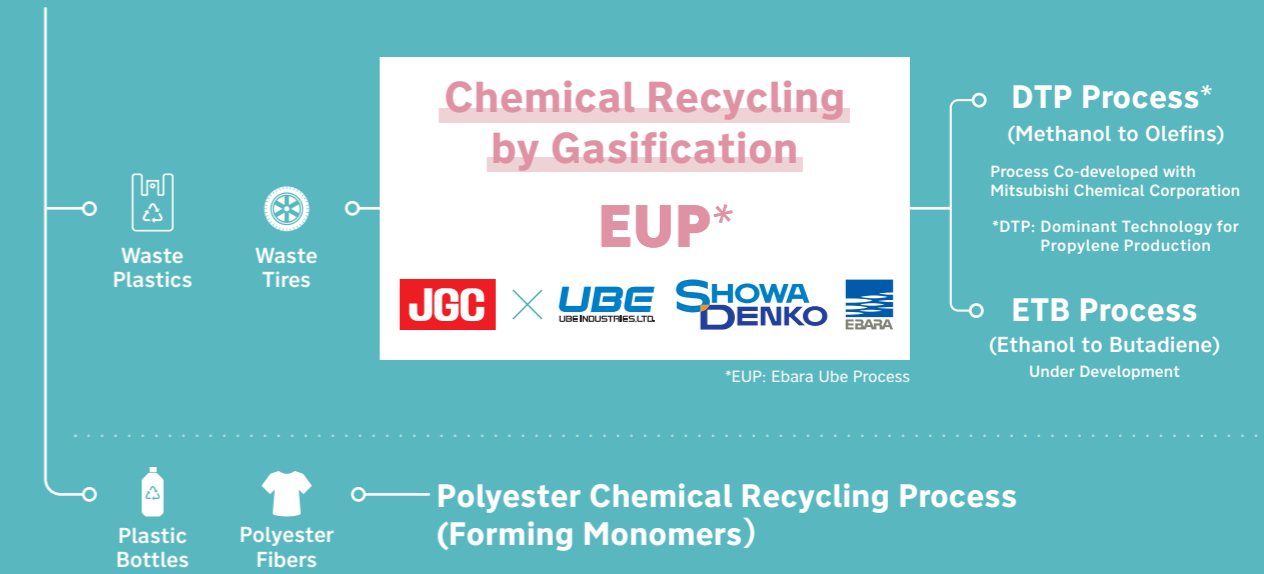 Waste
Plastics
Waste
Tires
Chemical Recycling
by Gasification
EUP*
JGC
UBE
UBE INDUSTRIES,LTD.
SHOWA
DENKO
EBARA
*EUP: Ebara Ube Process
DTP Process*
(Methanol to Olefins)
Process Co-developed with
Mitsubishi Chemical Corporation
*DTP: Dominant Technology for
Propylene Production
ETB Process
(Ethanol to Butadiene)
Under Development
Plastic
Bottles
Polyester
Fibers
Polyester Chemical Recycling Process
(Forming Monomers）